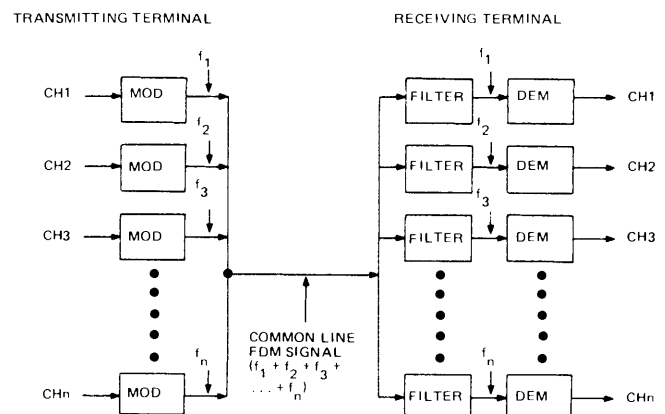 TRANSMITTING TERMINAL
RECEIVING TERMINAL
f1
f1
CH1
MOD
FILTER
DEM
CH1
f2
f2
CH2
MOD
FILTER
DEM
CH2
f3
f3
CH3
MOD
FILTER
DEM
CH3
COMMON LINE
FDM SIGNAL
(f1 + f2 + f3 +
... + fn)
fn
fn
CHn
MOD
FILTER
DEM
CHn